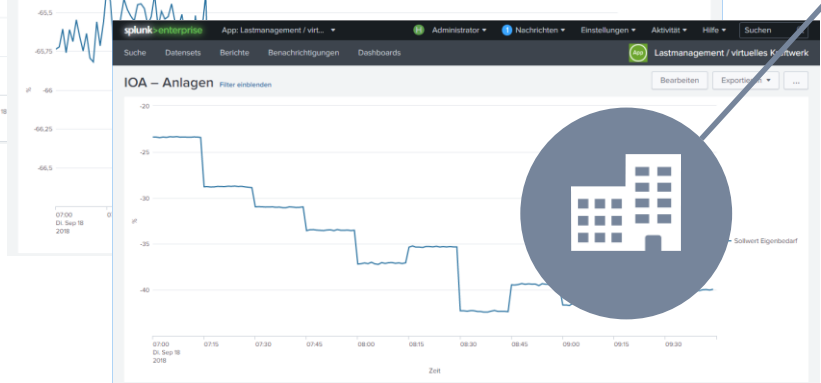 -65,5
-65,75
-66
-66,25
-66,5
%
07:00
Di. Sep 18
2018
splunk>enterprise App: Lastmanagement / virt... Administrator Nachrichten Einstellungen Aktivität Hilfe Suchen
Suche Datensets Berichte Benachrichtigungen Dashboards App Lastmanagement / virtuelles Kraftwerk
IOA – Anlagen Filter einblenden Bearbeiten Exportieren ...
-20
-25
-30
%
-35
Sollwert Eigenbedarf
-40
07:00 07:15 07:30 07:45 08:00 08:15 08:30 08:45 09:00 09:15 09:30
Di. Sep 18
2018
Zeit